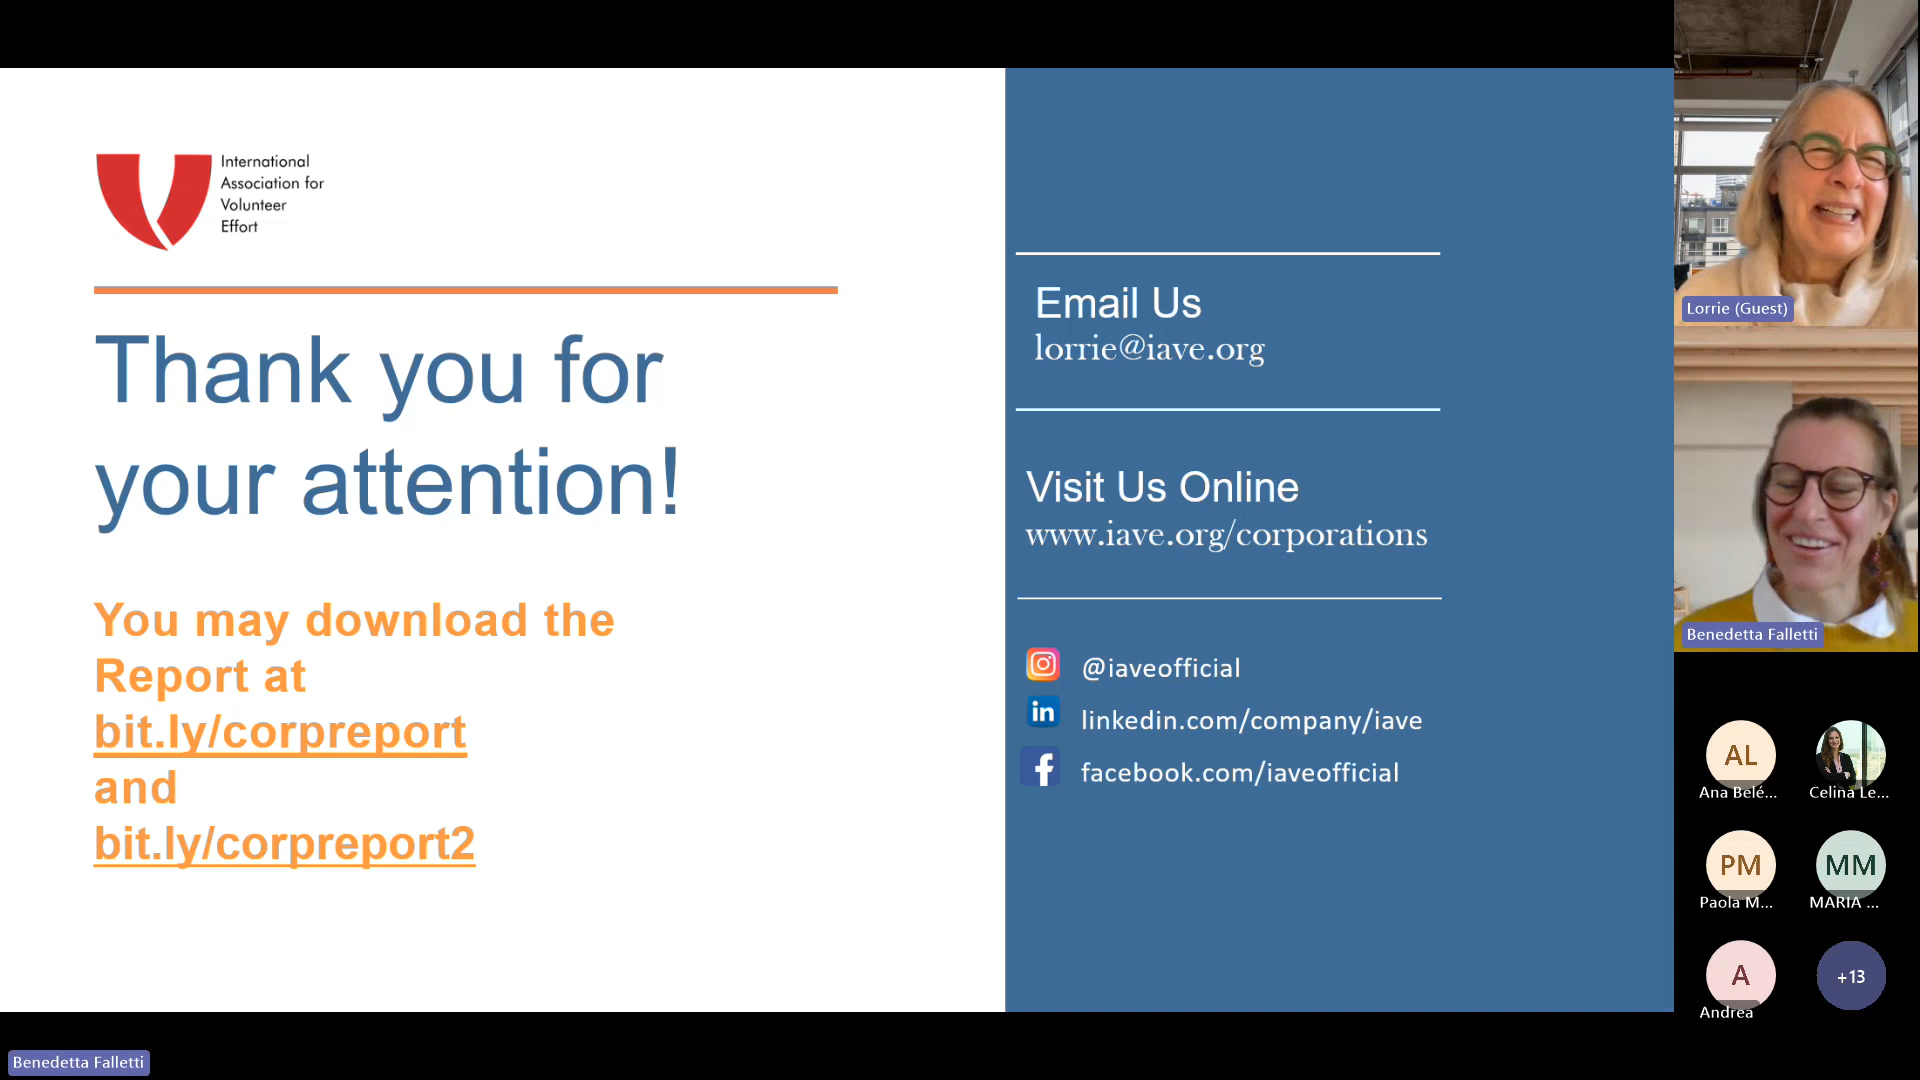 International
Association for
Volunteer
Effort
Thank you for
your attention!
You may download the
Report at
bit.ly/corpreport
and
bit.ly/corpreport2
Email Us
lorrie@iave.org
Visit Us Online
www.iave.org/corporations
@iaveofficial
in
linkedin.com/company/iave
f
facebook.com/iaveofficial
Lorrie (Guest)
Benedetta Falletti
AL
Ana Belé...
Celina Le...
PM
Paola M...
MM
MARIA ...
A
Andrea
+13
Benedetta Falletti